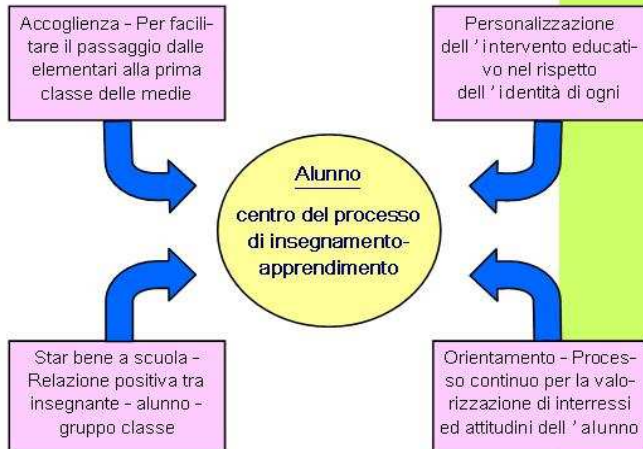 Accoglienza - Per facili-
tare il passaggio dalle
elementari alla prima
classe delle medie
Personalizzazione
dell ' intervento educati-
vo nel rispetto
dell ' identità di ogni
Alunno
centro del processo
di insegnamento-
apprendimento
Star bene a scuola -
Relazione positiva tra
insegnante - alunno -
gruppo classe
Orientamento - Proces-
so continuo per la valo-
rizzazione di interressi
ed attitudini dell ' alunno